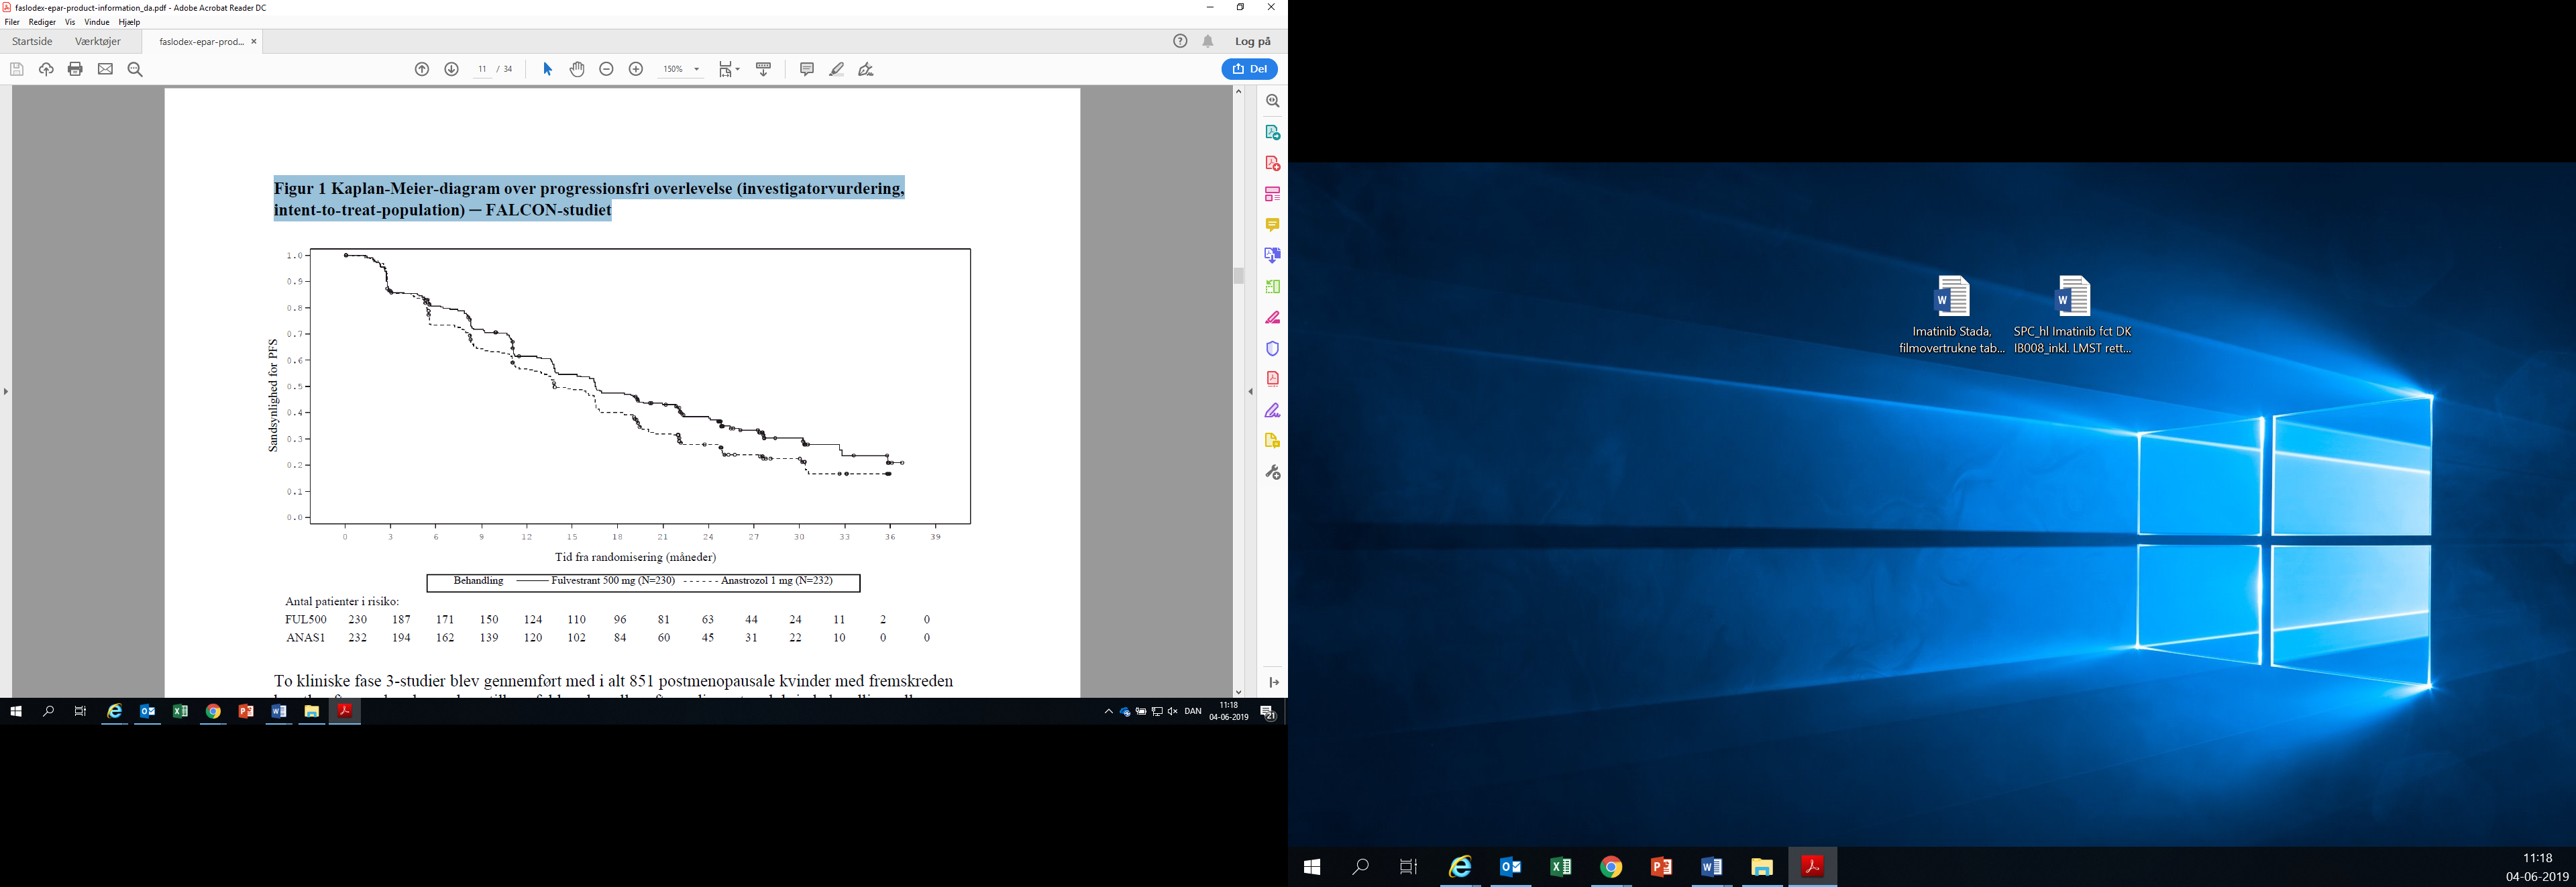 faslodex-epar-product-information_da.pdf - Adobe Acrobat Reader DC
Filer Rediger Vis Vindue Hjælp
Startside Værktøjer faslodex-epar-prod... × Log på
11 / 34 150% Del
Figur 1 Kaplan-Meier-diagram over progressionsfri overlevelse (investigatorvurdering,
intent-to-treat-population) ─ FALCON-studiet
Sandsynlighed for PFS
1.0
0.9
0.8
0.7
0.6
0.5
0.4
0.3
0.2
0.1
0.0
0 3 6 9 12 15 18 21 24 27 30 33 36 39
Tid fra randomisering (måneder)
Behandling Fulvestrant 500 mg (N=230) Anastrozol 1 mg (N=232)
Antal patienter i risiko:
FUL500 230 187 171 150 124 110 96 81 63 44 24 11 2 0
ANAS1 232 194 162 139 120 102 84 60 45 31 22 10 0 0
To kliniske fase 3-studier blev gennemført med i alt 851 postmenopausale kvinder med fremskreden
DAN
11:18
04-06-2019
21
Imatinib Stada,
filmovertrukne tab...
SPC_hl Imatinib fct DK
IB008_inkl. LMST rett...
11:18
04-06-2019